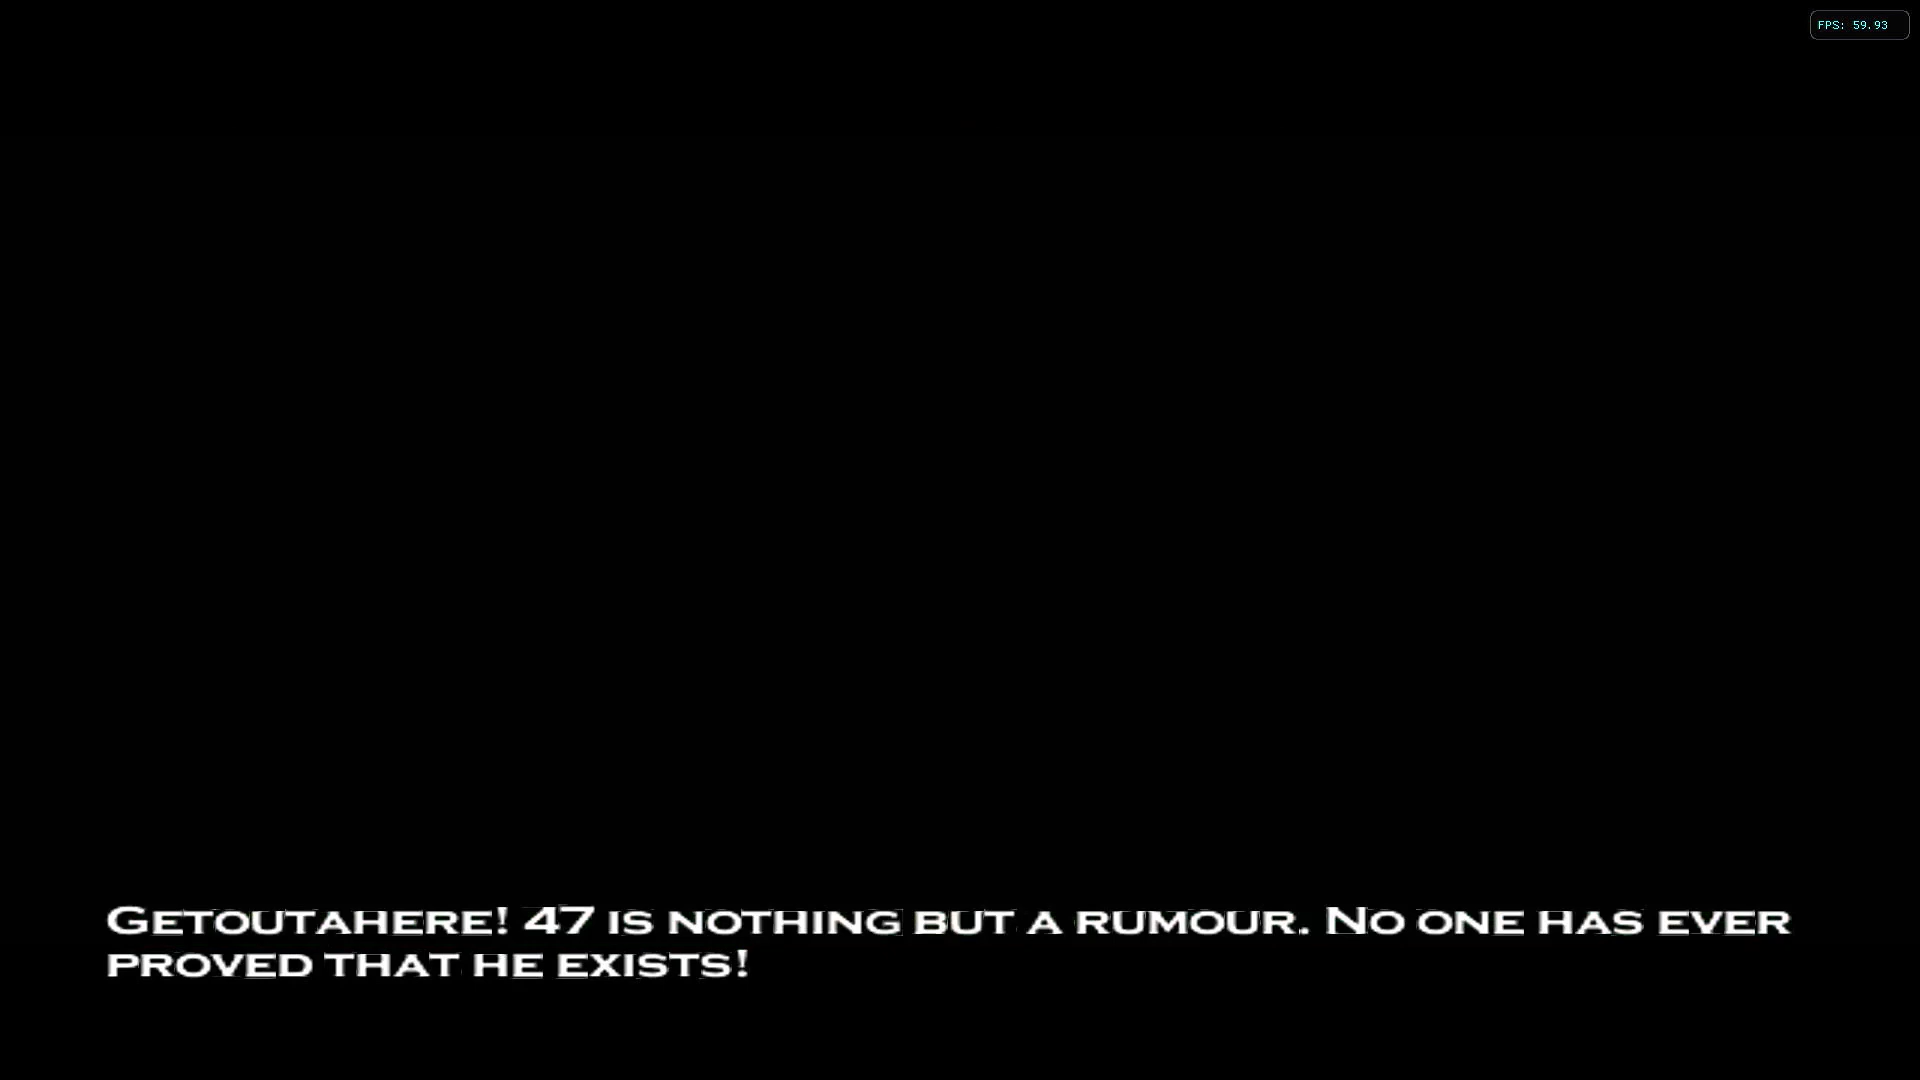 FPS: 59.93
GETOUTAHERE! 47 IS NOTHING BUT A RUMOUR. NO ONE HAS EVER
PROVED THAT HE EXISTS!